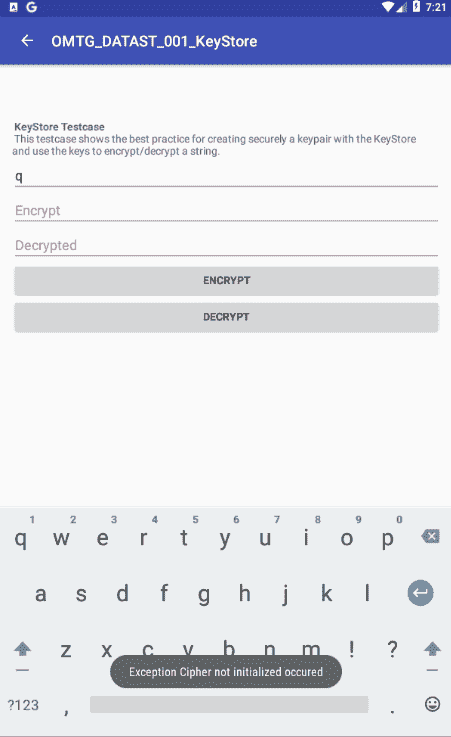 7:21
OMTG_DATAST_001_KeyStore
KeyStore Testcase
This testcase shows the best practice for creating securely a keypair with the KeyStore
and use the keys to encrypt/decrypt a string.
q
Encrypt
Decrypted
ENCRYPT
DECRYPT
1 2 3 4 5 6 7 8 9 0
q w e r t y u i o p
a s d f g h j k l
z x c v b n m ! ?
Exception Cipher not initialized occured
?123 , .